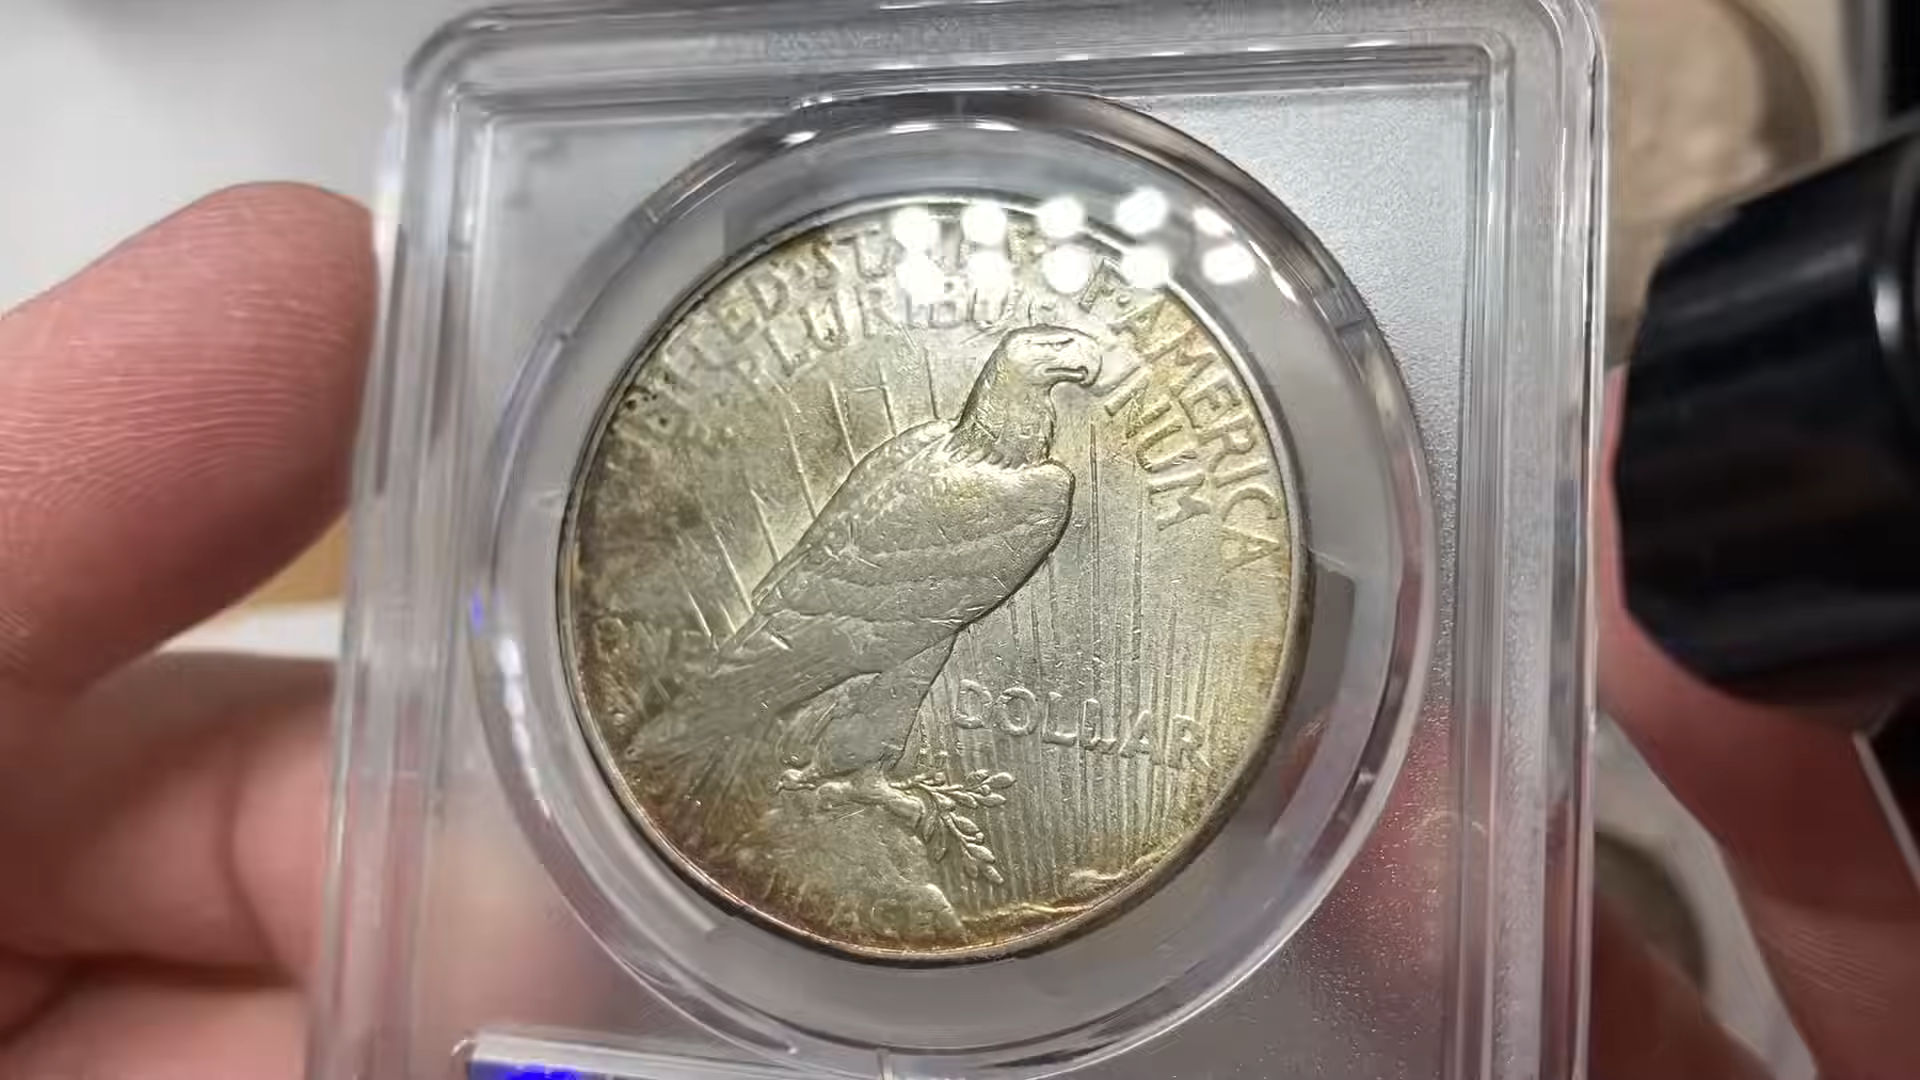 UNITED·STATES·OF·AMERICA
E·PLURIBUS UNUM
ONE DOLLAR
PEACE